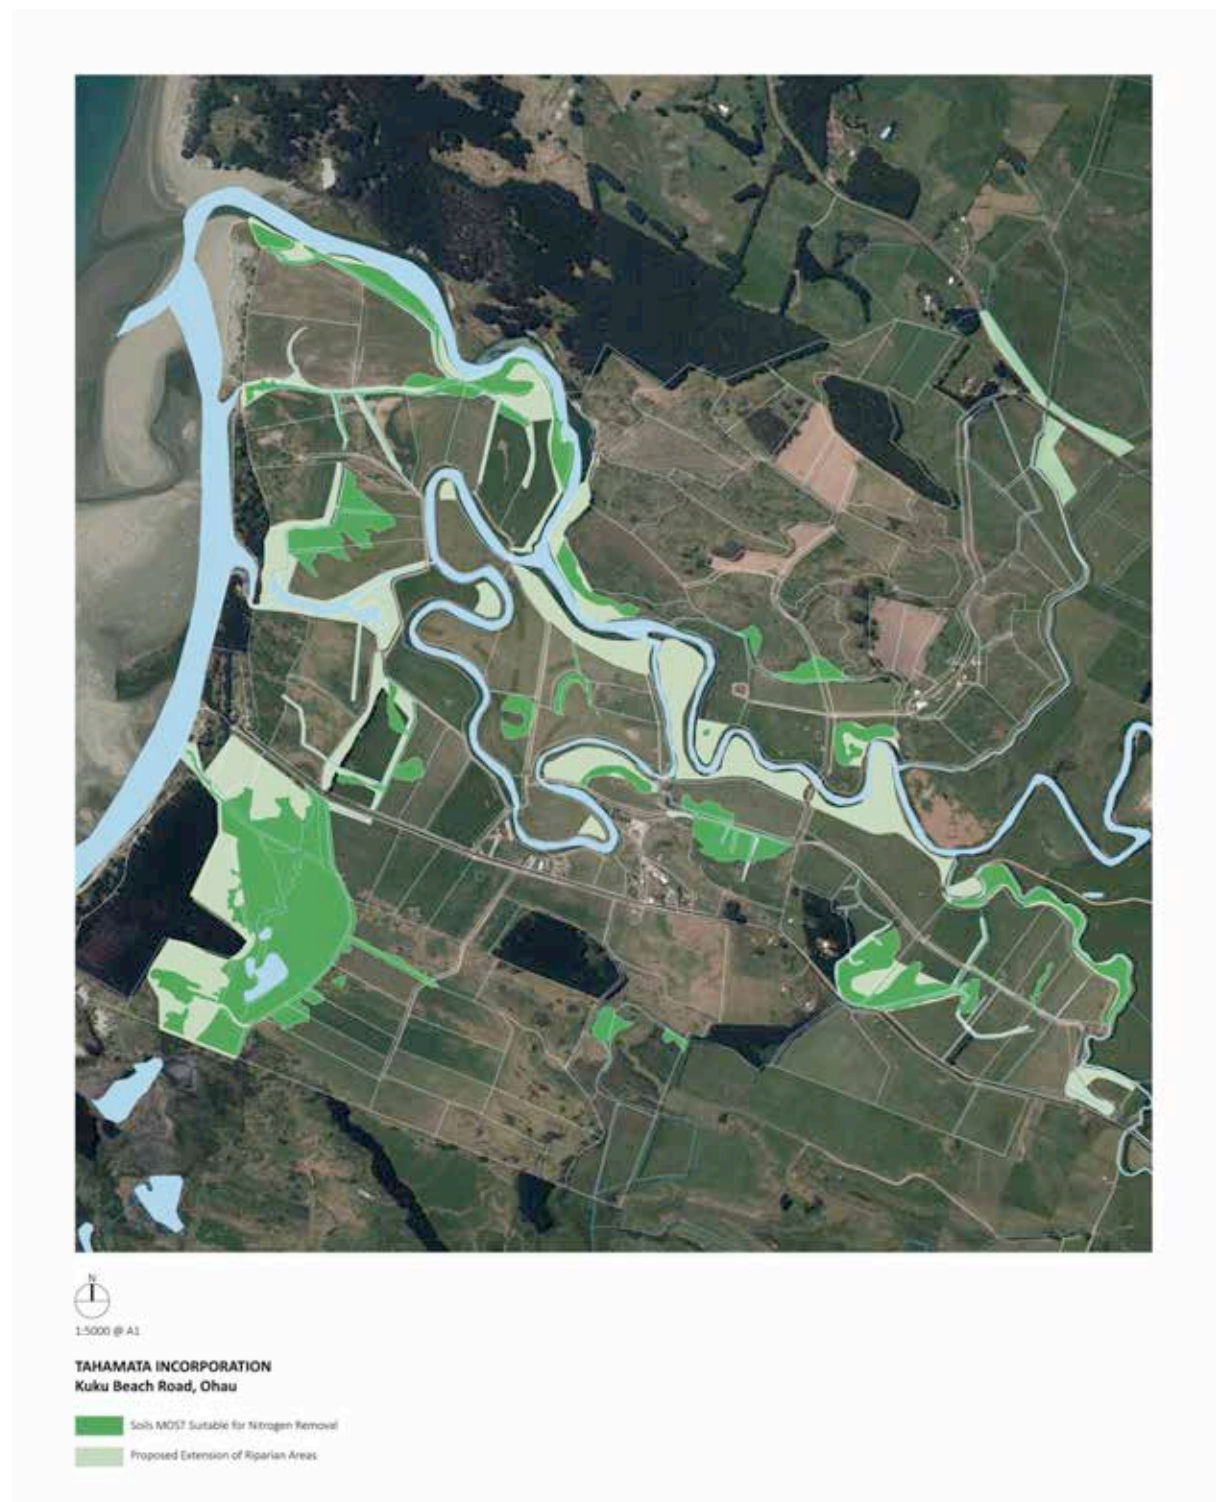 N
1:5000 @ A1
TAHAMATA INCORPORATION
Kuku Beach Road, Ohau
Soils MOST Suitable for Nitrogen Removal
Proposed Extension of Riparian Areas